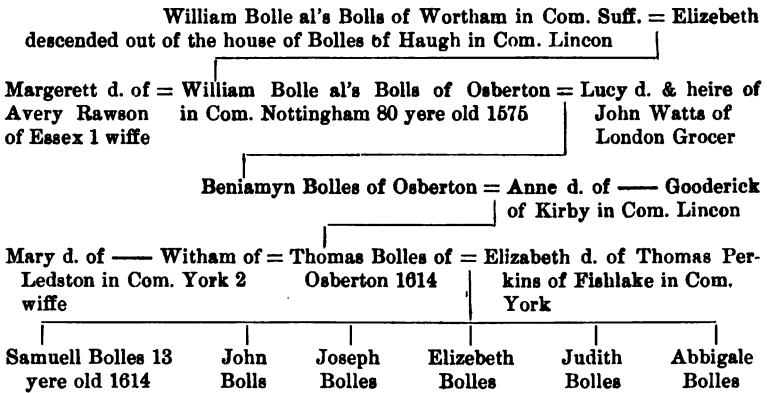 William Bolle al's Bolls of Wortham in Com. Suff. = Elizebeth
descended out of the house of Bolles of Haugh in Com. Lincon
Margerett d. of = William Bolle al's Bolls of Osberton = Lucy d. & heire of
Avery Rawson in Com. Nottingham 80 yere old 1575 John Watts of
of Essex 1 wiffe London Grocer
Beniamyn Bolles of Osberton = Anne d. of —— Gooderick
of Kirby in Com. Lincon
Mary d. of —— Witham of = Thomas Bolles of = Elizabeth d. of Thomas Per-
Ledston in Com. York 2 Osberton 1614 kins of Fishlake in Com.
wiffe York
Samuell Bolles 13 John Joseph Elizebeth Judith Abbigale
yere old 1614 Bolls Bolles Bolles Bolles Bolles